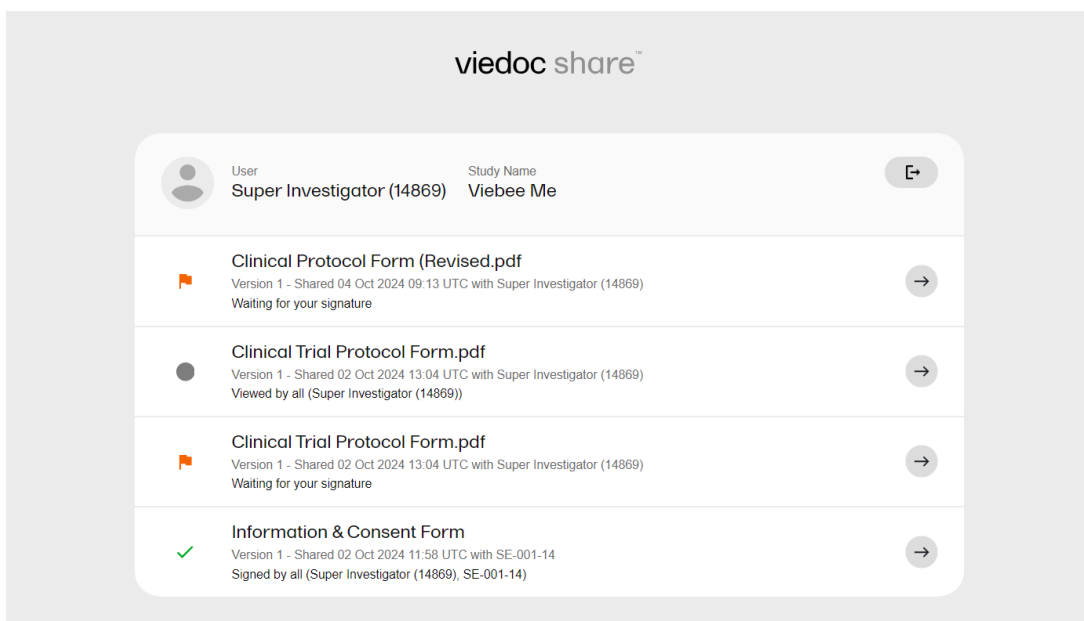 viedoc share™
User
Super Investigator (14869)
Study Name
Viebee Me
Clinical Protocol Form (Revised.pdf
Version 1 - Shared 04 Oct 2024 09:13 UTC with Super Investigator (14869)
Waiting for your signature
Clinical Trial Protocol Form.pdf
Version 1 - Shared 02 Oct 2024 13:04 UTC with Super Investigator (14869)
Viewed by all (Super Investigator (14869))
Clinical Trial Protocol Form.pdf
Version 1 - Shared 02 Oct 2024 13:04 UTC with Super Investigator (14869)
Waiting for your signature
Information & Consent Form
Version 1 - Shared 02 Oct 2024 11:58 UTC with SE-001-14
Signed by all (Super Investigator (14869), SE-001-14)